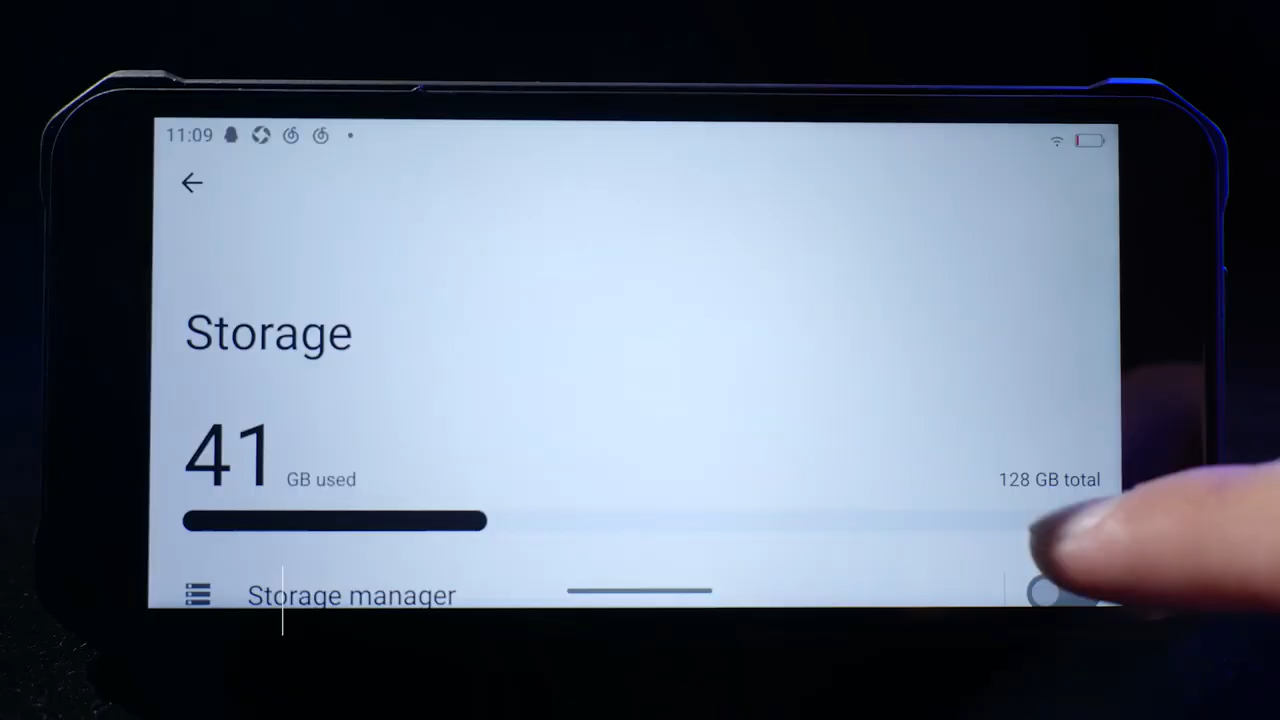 11:09
Storage
41 GB used
128 GB total
Storage manager